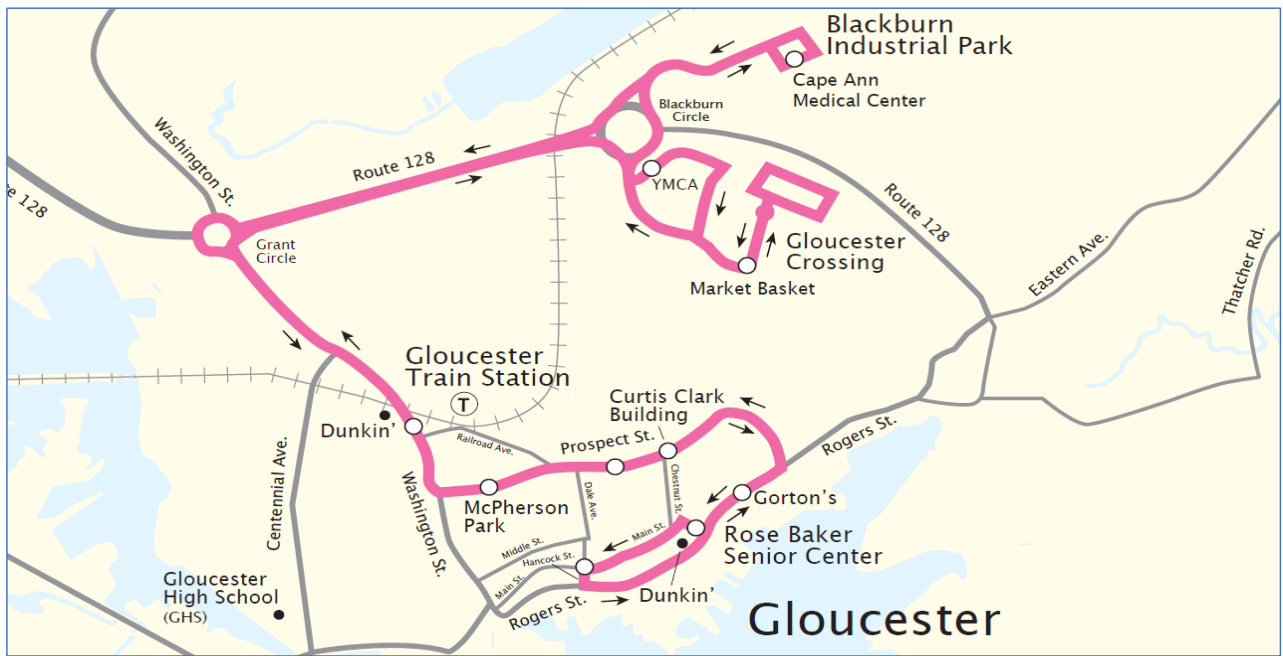 Blackburn
Industrial Park
Cape Ann
Medical Center
Blackburn
Circle
Washington St.
Route 128
YMCA
Route 128
Route 128
Grant
Circle
Gloucester
Crossing
Market Basket
Eastern Ave.
Thatcher Rd.
Gloucester
Train Station
T
Dunkin’
Curtis Clark
Building
Prospect St.
Railroad Ave.
Rogers St.
Centennial Ave.
Washington St.
McPherson
Park
Dale Ave.
Chestnut St.
Gorton’s
Main St.
Rose Baker
Senior Center
Middle St.
Hancock St.
Main St.
Dunkin’
Rogers St.
Gloucester
High School
(GHS)
Gloucester